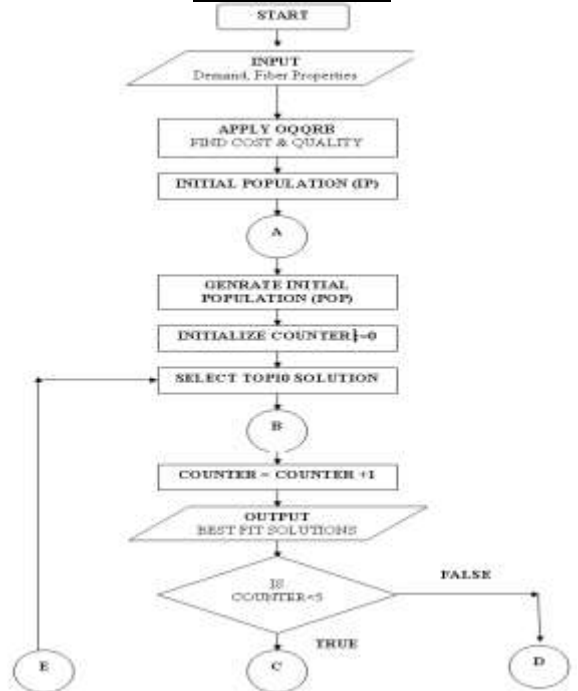 START
INPUT
Demand, Fiber Properties
APPLY OQQRE
FIND COST & QUALITY
INITIAL POPULATION (IP)
A
GENRATE INITIAL
POPULATION (POP)
INITIALIZE COUNTER =0
SELECT TOP10 SOLUTION
B
COUNTER = COUNTER +1
OUTPUT
BEST FIT SOLUTIONS
IS
COUNTER<5
FALSE
TRUE
E
C
D